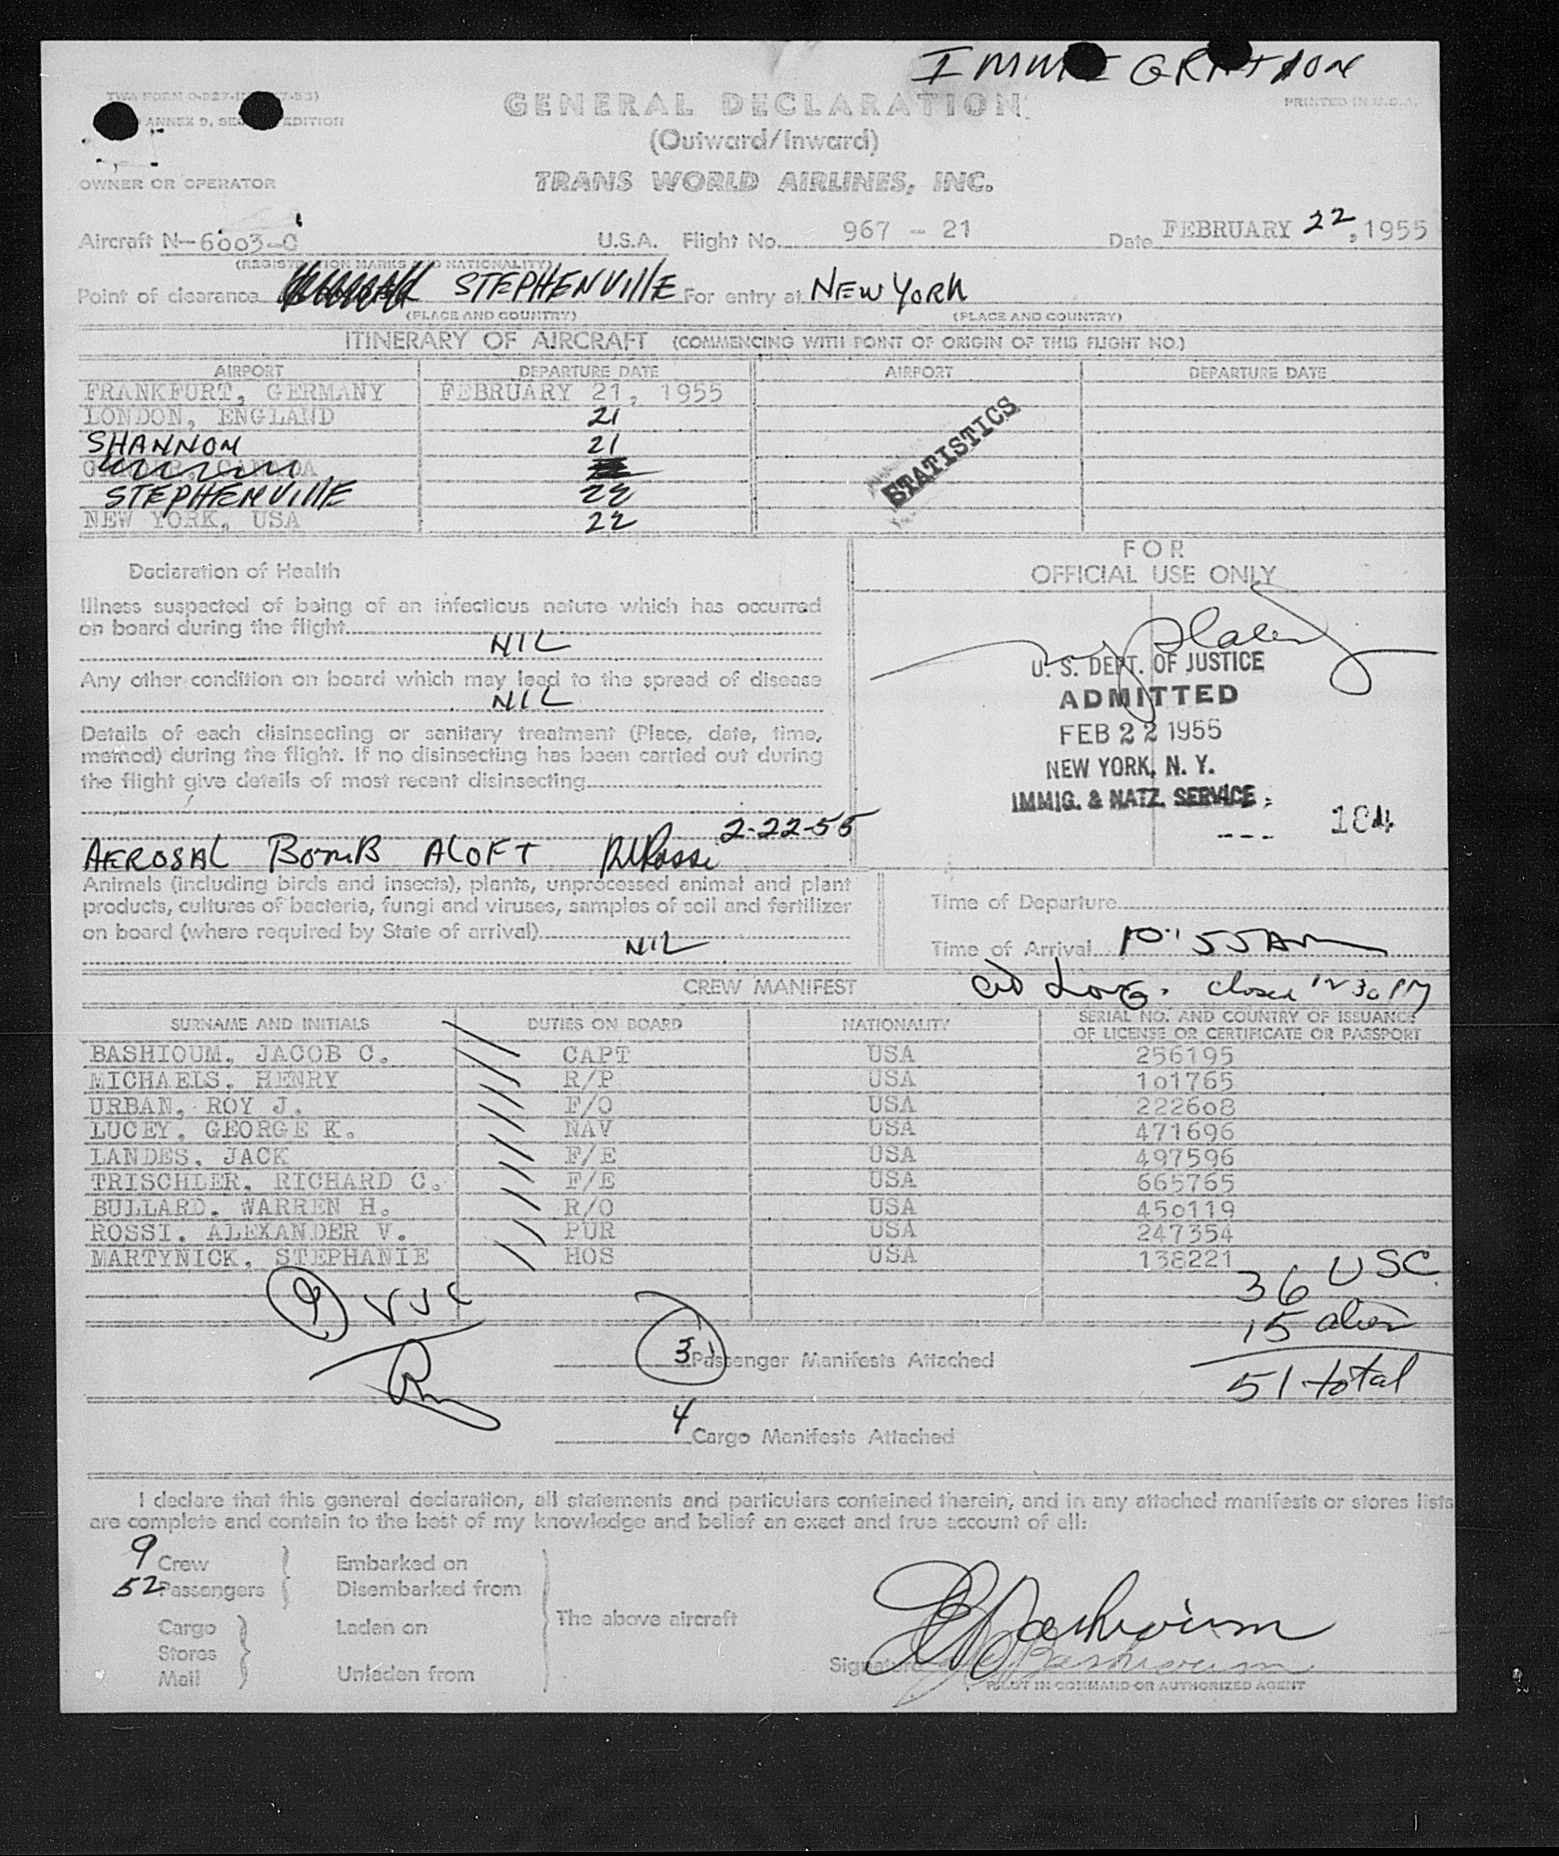 IMMIGRATION
GENERAL DECLARATION
PRINTED IN U.S.A.
ANNEX 9, EDITION
(Outward/Inward)
OWNER OR OPERATOR
TRANS WORLD AIRLINES, INC.
Aircraft N-6003-C U.S.A. Flight No. 967 - 21 Date FEBRUARY 22, 1955
(REGISTRATION MARKS AND NATIONALITY)
Point of clearance STEPHENVIllE For entry at NEW YORK
(PLACE AND COUNTRY) (PLACE AND COUNTRY)
ITINERARY OF AIRCRAFT (COMMENCING WITH POINT OF ORIGIN OF THIS FLIGHT NO.)
AIRPORT DEPARTURE DATE AIRPORT DEPARTURE DATE
FRANKFURT, GERMANY FEBRUARY 21, 1955
LONDON, ENGLAND 21
SHANNON 21
STATISTICS
STEPHENVIllE 22
NEW YORK, USA 22
FOR
OFFICIAL USE ONLY
Declaration of Health
Illness suspected of being of an infectious nature which has occurred
on board during the flight
NIL
Any other condition on board which may lead to the spread of disease
NIL
Details of each disinsecting or sanitary treatment (Place, date, time,
method) during the flight. If no disinsecting has been carried out during
the flight give details of most recent disinsecting
2-22-55
AEROSAL BOMB ALOFT
U. S. DEPT. OF JUSTICE
ADMITTED
FEB 22 1955
NEW YORK, N. Y.
IMMIG. & NATZ. SERVICE
184
Animals (including birds and insects), plants, unprocessed animal and plant
products, cultures of bacteria, fungi and viruses, samples of soil and fertilizer
on board (where required by State of arrival)
NIL
Time of Departure
Time of Arrival 10:55 AM
closed 12 30 PM
CREW MANIFEST
SURNAME AND INITIALS DUTIES ON BOARD NATIONALITY SERIAL NO. AND COUNTRY OF ISSUANCE
OF LICENSE OR CERTIFICATE OR PASSPORT
BASHIOUM, JACOB C. CAPT USA 256195
MICHAELS, HENRY R/P USA 101765
URBAN, ROY J. F/O USA 222608
LUCEY, GEORGE K. NAV USA 471696
LANDES, JACK F/E USA 497596
TRISCHLER, RICHARD C. F/E USA 665765
BULLARD, WARREN H. R/O USA 450119
ROSSI, ALEXANDER V. PUR USA 247354
MARTYNICK, STEPHANIE HOS USA 138221
9 USC
36 USC
15 alien
51 total
3 Passenger Manifests Attached
4 Cargo Manifests Attached
I declare that this general declaration, all statements and particulars contained therein, and in any attached manifests or stores lists
are complete and contain to the best of my knowledge and belief an exact and true account of all:
9 Crew Embarked on
52 Passengers Disembarked from
The above aircraft
Cargo Laden on
Stores
Mail Unladen from
Signature JC Bashioum
PILOT IN COMMAND OR AUTHORIZED AGENT